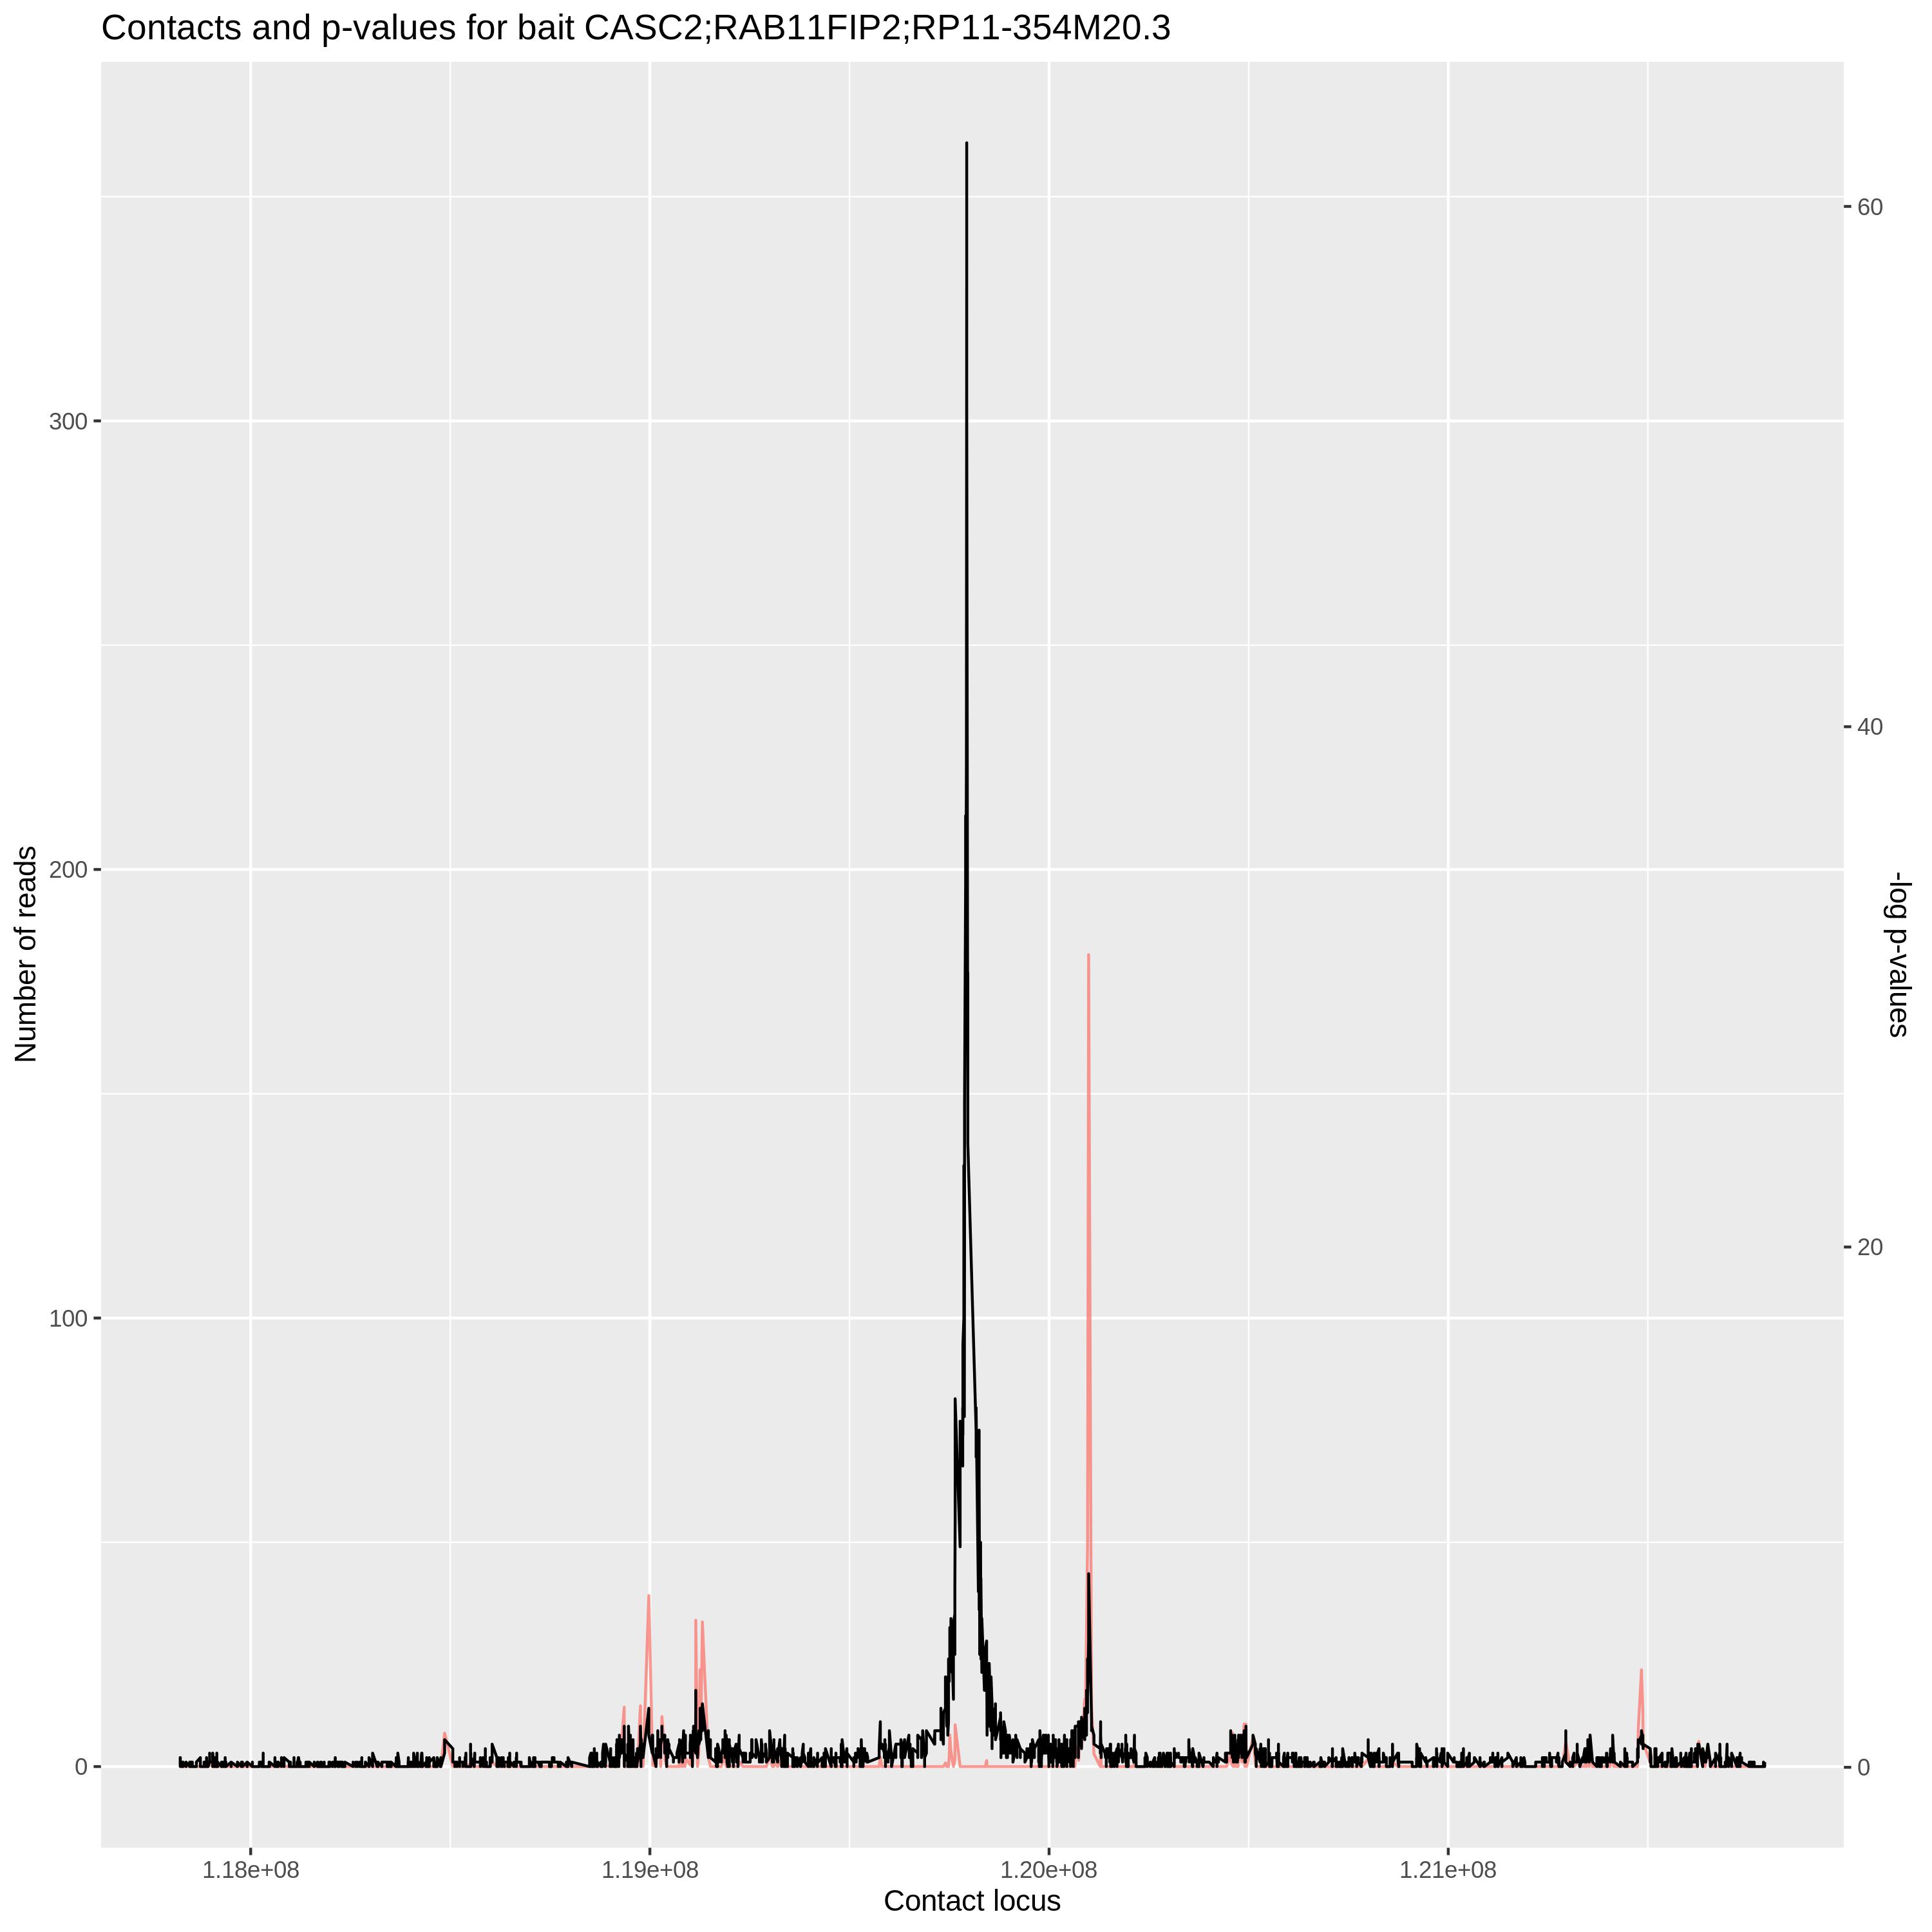 Contacts and p-values for bait CASC2;RAB11FIP2;RP11-354M20.3
300
200
100
0
Number of reads
60
40
20
0
-log p-values
1.18e+08
1.19e+08
1.20e+08
1.21e+08
Contact locus